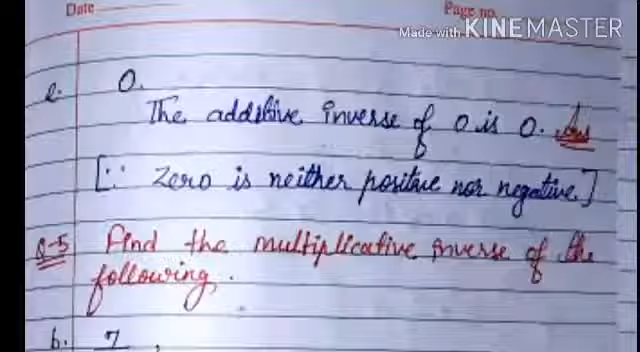 Date
Page no.
Made with KINEMASTER
e. 0.
The additive inverse of 0 is 0. Ans
[∵ Zero is neither positive nor negative.]
Q-5 Find the multiplicative inverse of the
following.
b. 7